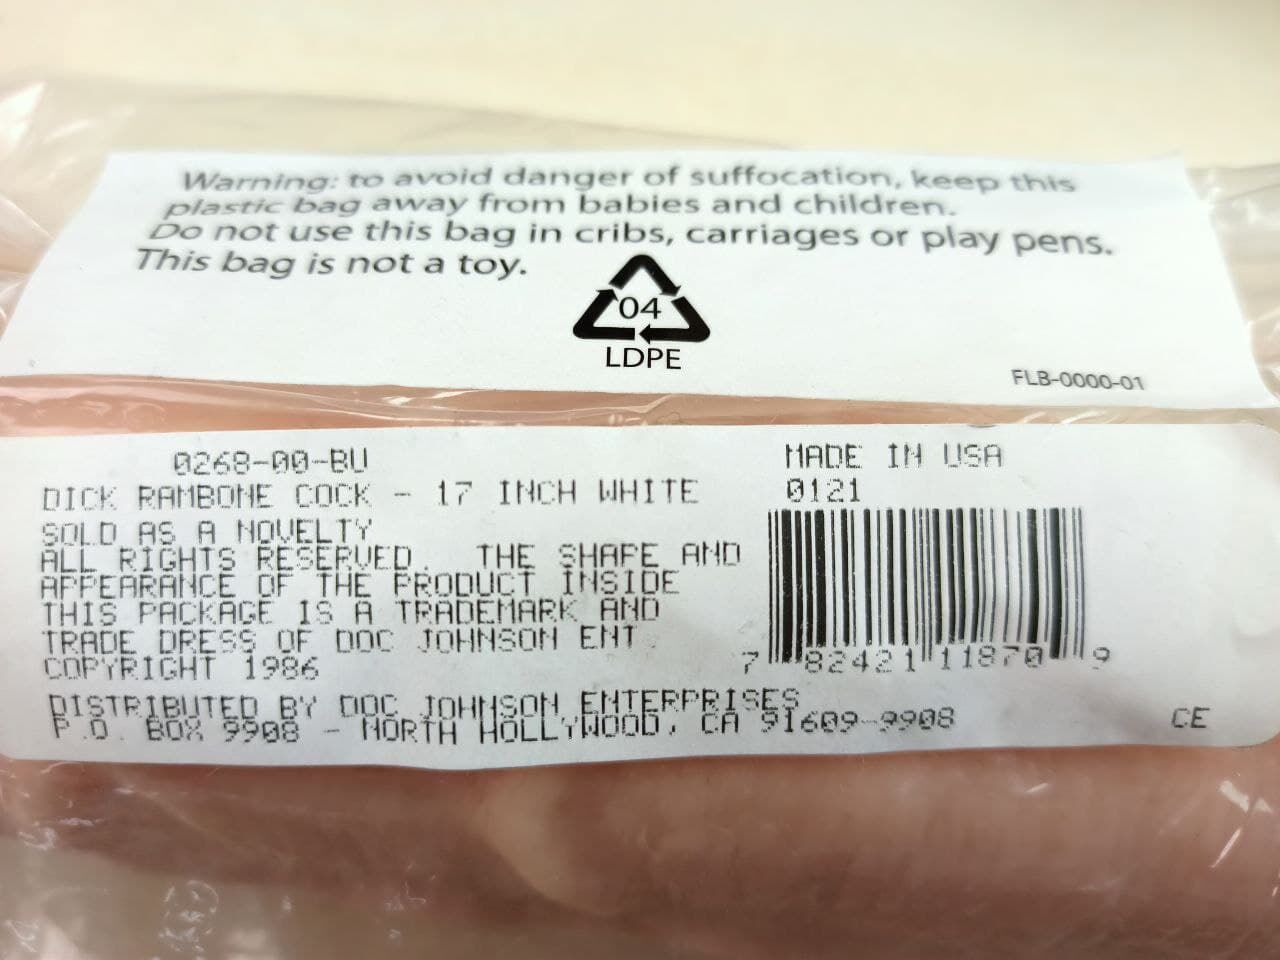 Warning: to avoid danger of suffocation, keep this
plastic bag away from babies and children.
Do not use this bag in cribs, carriages or play pens.
This bag is not a toy.
04
LDPE
FLB-0000-01
0268-00-BU
DICK RAMBONE COCK - 17 INCH WHITE
SOLD AS A NOVELTY
ALL RIGHTS RESERVED. THE SHAPE AND
APPEARANCE OF THE PRODUCT INSIDE
THIS PACKAGE IS A TRADEMARK AND
TRADE DRESS OF DOC JOHNSON ENT
COPYRIGHT 1986
DISTRIBUTED BY DOC JOHNSON ENTERPRISES
P.O. BOX 9908 - NORTH HOLLYWOOD, CA 91609-9908
MADE IN USA
0121
7 82421 11870 9
CE